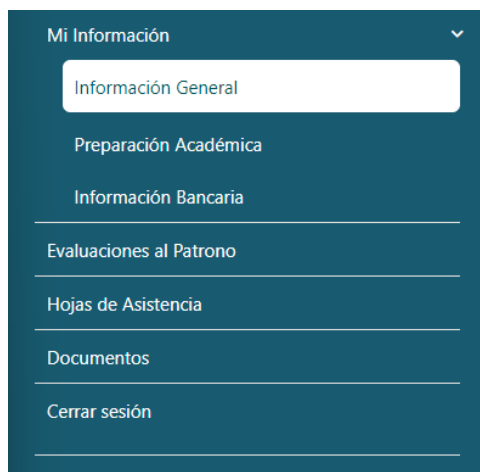 Mi Información
Información General
Preparación Académica
Información Bancaria
Evaluaciones al Patrono
Hojas de Asistencia
Documentos
Cerrar sesión